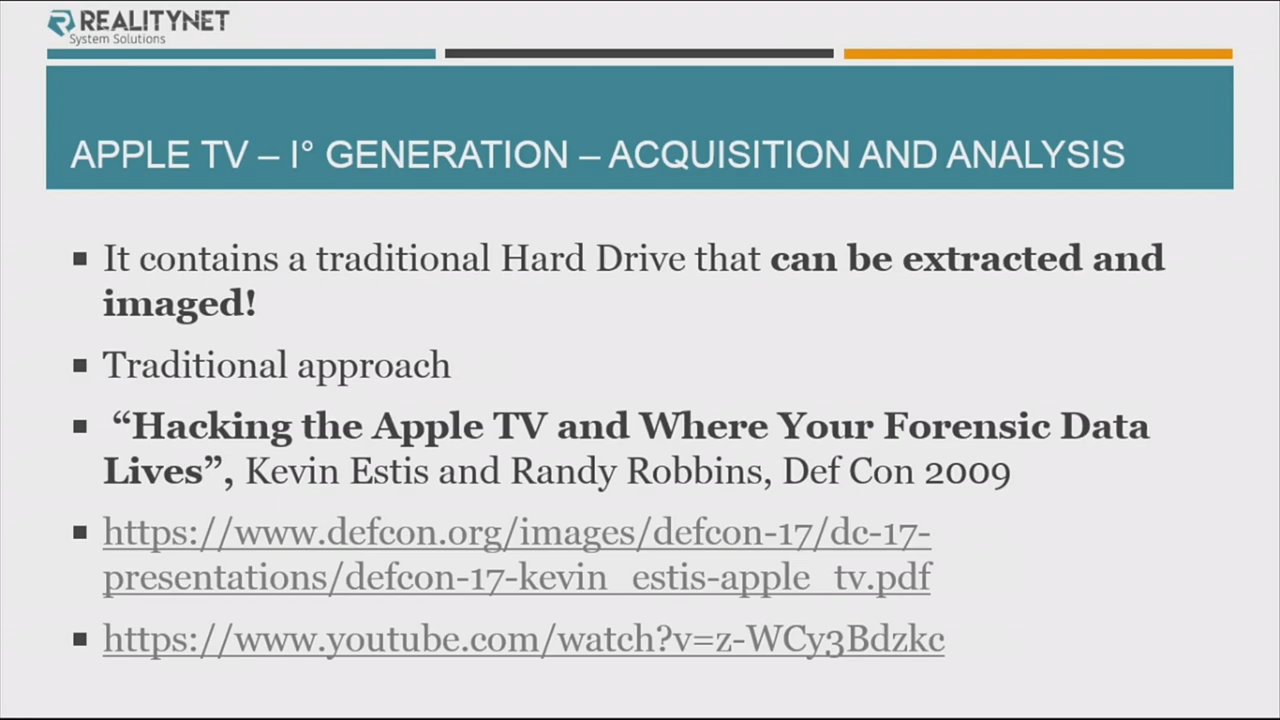 REALITYNET
System Solutions
APPLE TV – I° GENERATION – ACQUISITION AND ANALYSIS
It contains a traditional Hard Drive that can be extracted and
imaged!
Traditional approach
“Hacking the Apple TV and Where Your Forensic Data
Lives”, Kevin Estis and Randy Robbins, Def Con 2009
https://www.defcon.org/images/defcon-17/dc-17-
presentations/defcon-17-kevin_estis-apple_tv.pdf
https://www.youtube.com/watch?v=z-WCy3Bdzkc